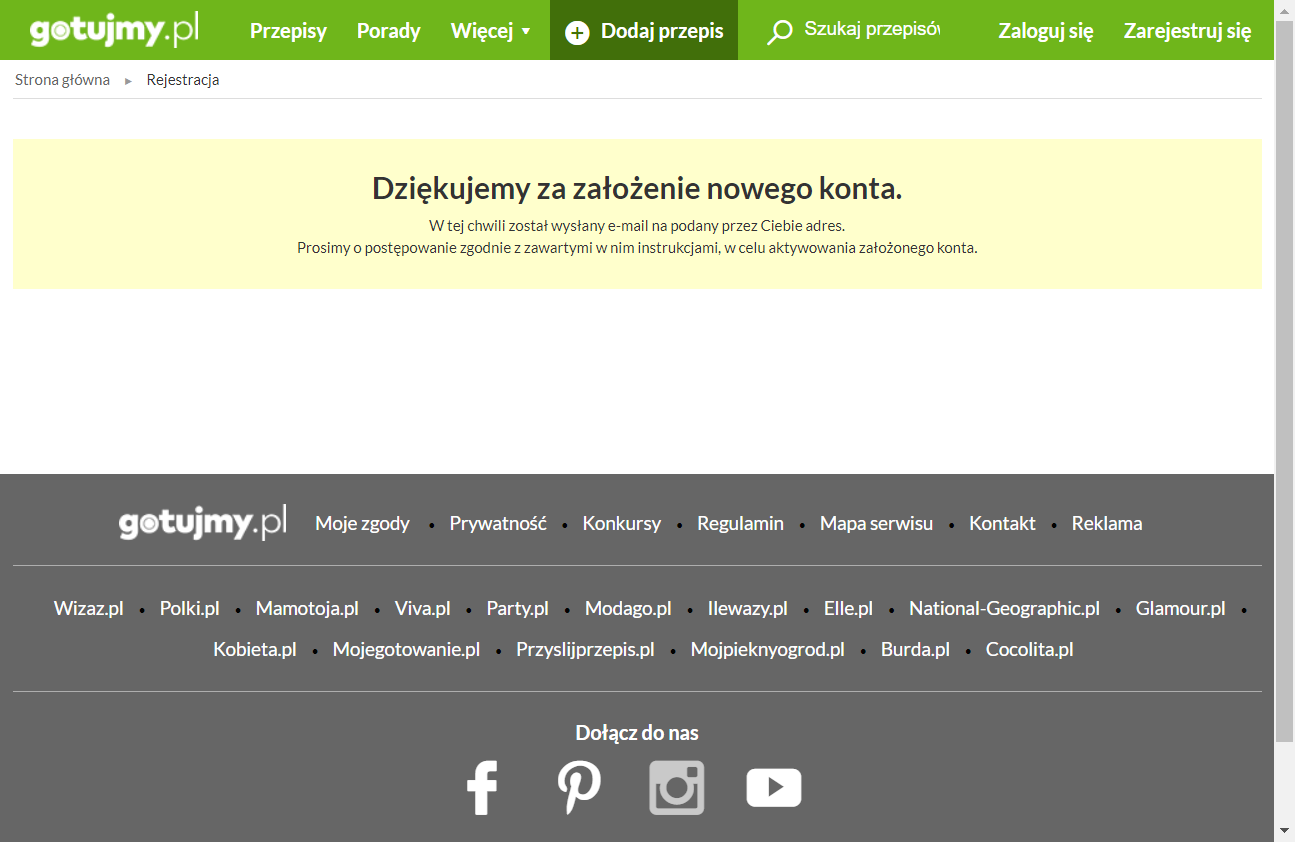 gotujmy.pl Przepisy Porady Więcej ▼ Dodaj przepis Szukaj przepisów Zaloguj się Zarejestruj się
Strona główna ► Rejestracja
Dziękujemy za założenie nowego konta.
W tej chwili został wysłany e-mail na podany przez Ciebie adres.
Prosimy o postępowanie zgodnie z zawartymi w nim instrukcjami, w celu aktywowania założonego konta.
gotujmy.pl Moje zgody • Prywatność • Konkursy • Regulamin • Mapa serwisu • Kontakt • Reklama
Wizaz.pl • Polki.pl • Mamotoja.pl • Viva.pl • Party.pl • Modago.pl • Ilewazy.pl • Elle.pl • National-Geographic.pl • Glamour.pl •
Kobieta.pl • Mojegotowanie.pl • Przyslijprzepis.pl • Mojpieknyogrod.pl • Burda.pl • Cocolita.pl
Dołącz do nas